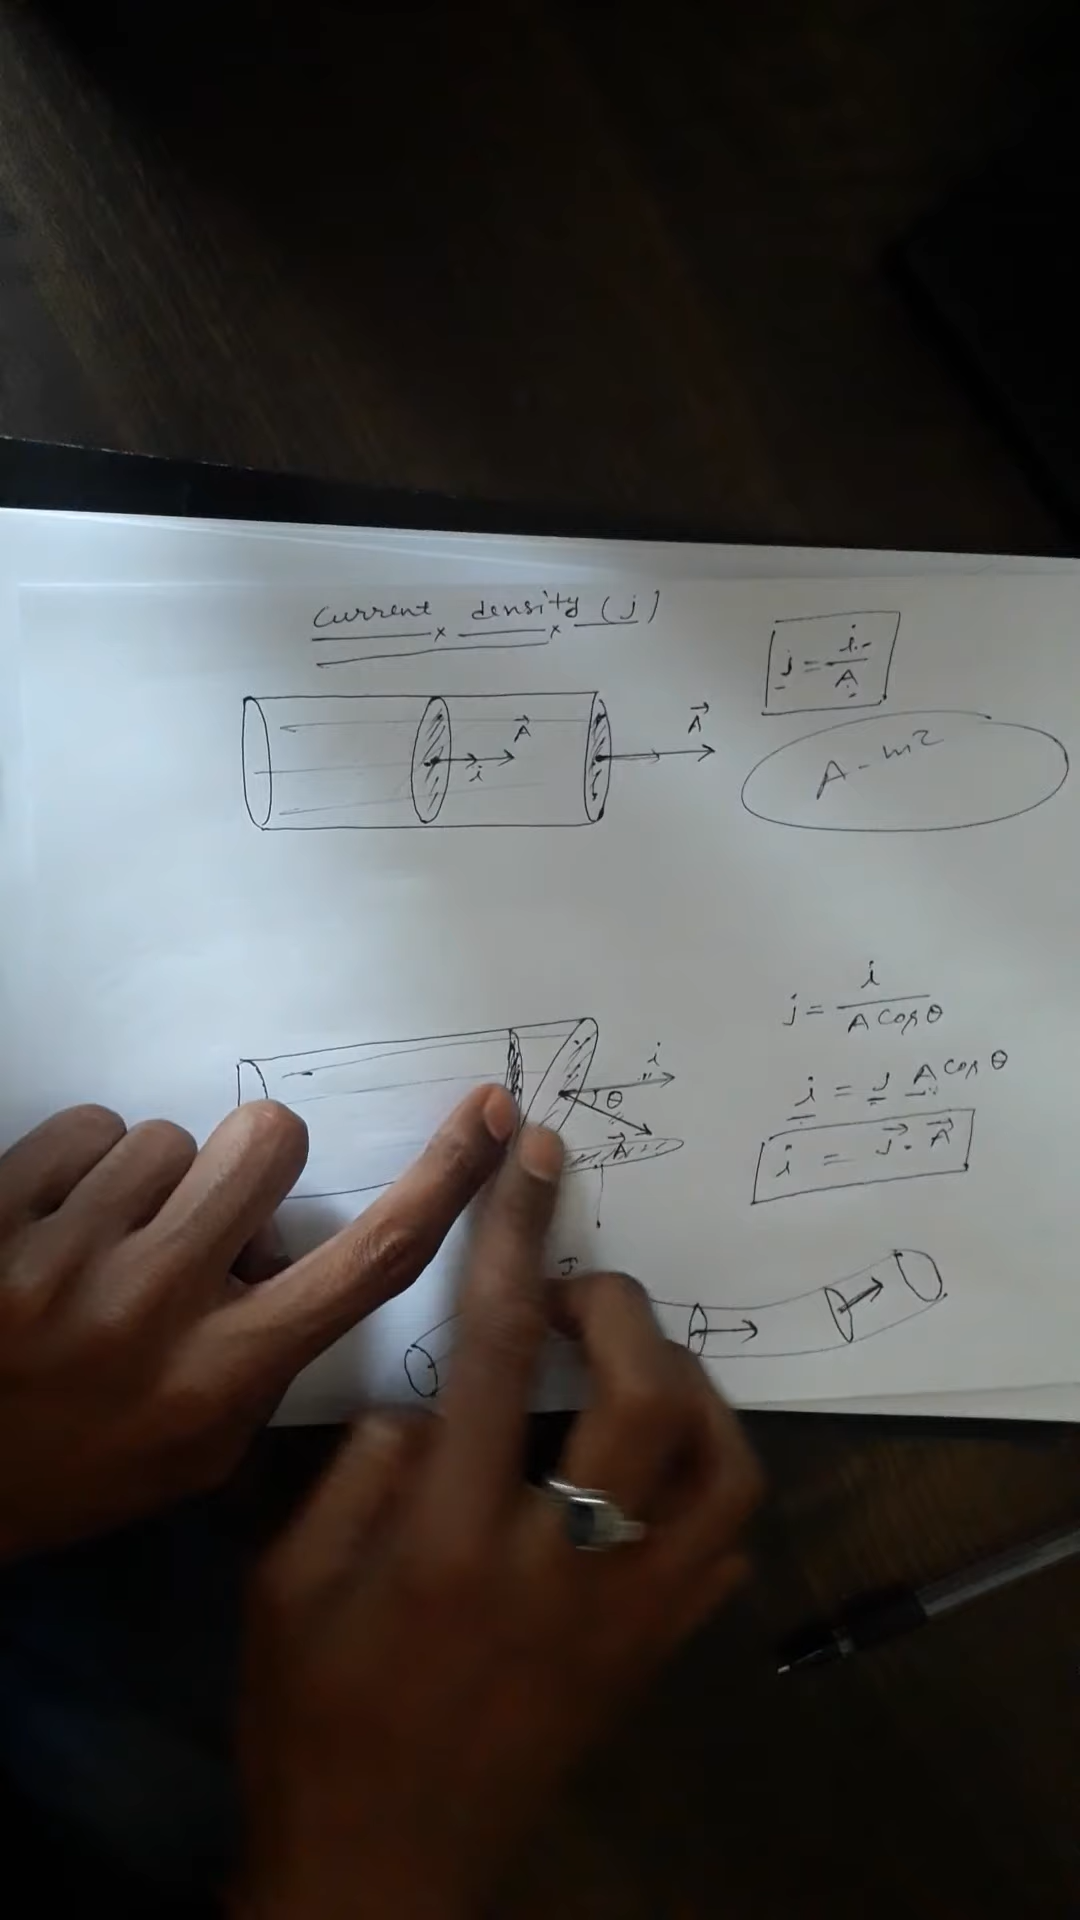 Current density (j)
j = i/A
A⃗
A⃗
i
A-m²
j = i/A Cos θ
i
θ
A⃗
i = J A Cos θ
i = J⃗ . A⃗